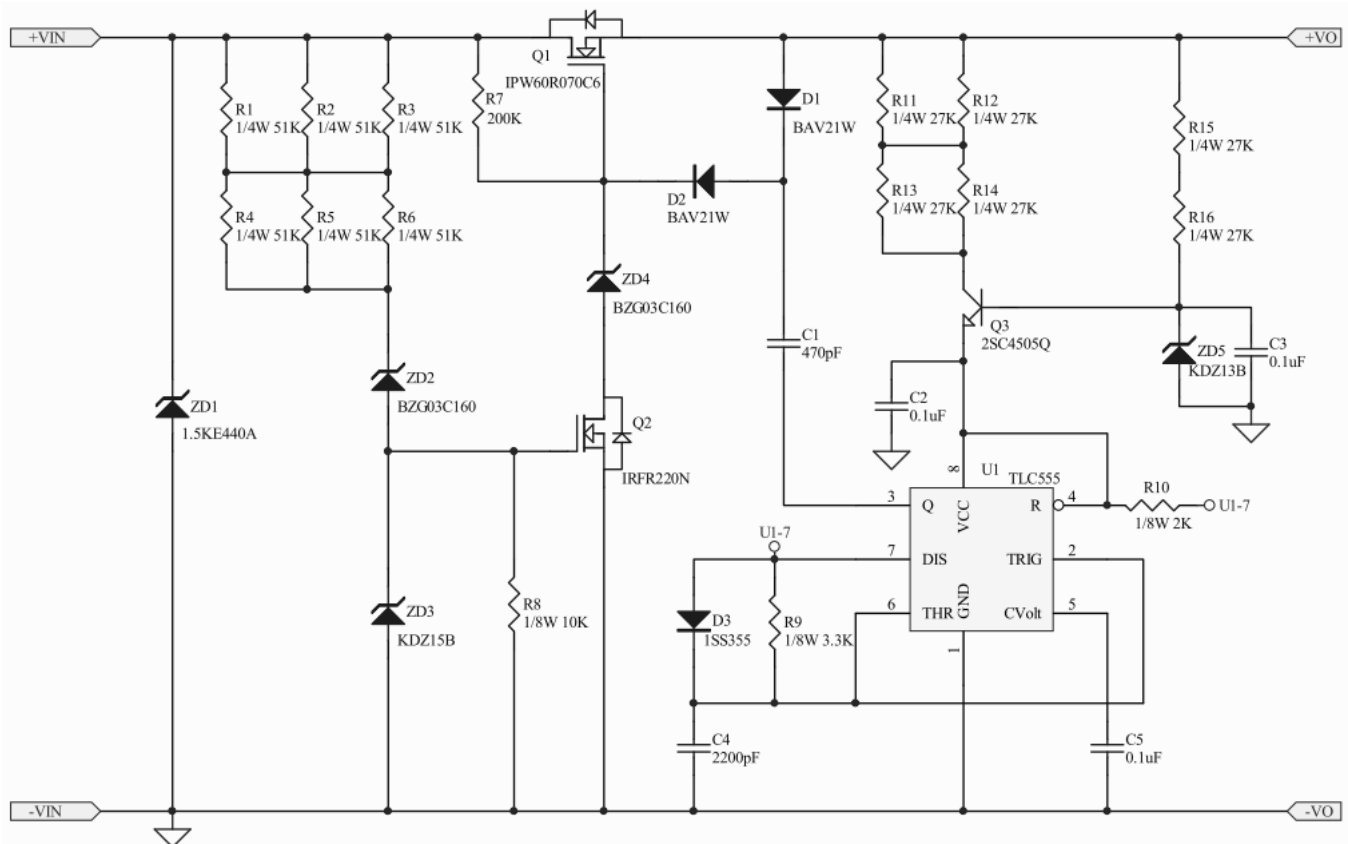 +VIN
+VO
Q1
IPW60R070C6
R7
200K
R1
1/4W 51K
R2
1/4W 51K
R3
1/4W 51K
D1
BAV21W
R11
1/4W 27K
R12
1/4W 27K
R15
1/4W 27K
D2
BAV21W
R4
1/4W 51K
R5
1/4W 51K
R6
1/4W 51K
R13
1/4W 27K
R14
1/4W 27K
R16
1/4W 27K
ZD4
BZG03C160
C1
470pF
Q3
2SC4505Q
ZD5
KDZ13B
C3
0.1uF
ZD1
1.5KE440A
ZD2
BZG03C160
Q2
IRFR220N
C2
0.1uF
8
U1
TLC555
3
Q
VCC
R
4
R10
1/8W 2K
U1-7
U1-7
7
DIS
TRIG
2
6
THR
GND
CVolt
5
1
ZD3
KDZ15B
R8
1/8W 10K
D3
1SS355
R9
1/8W 3.3K
C4
2200pF
C5
0.1uF
-VIN
-VO